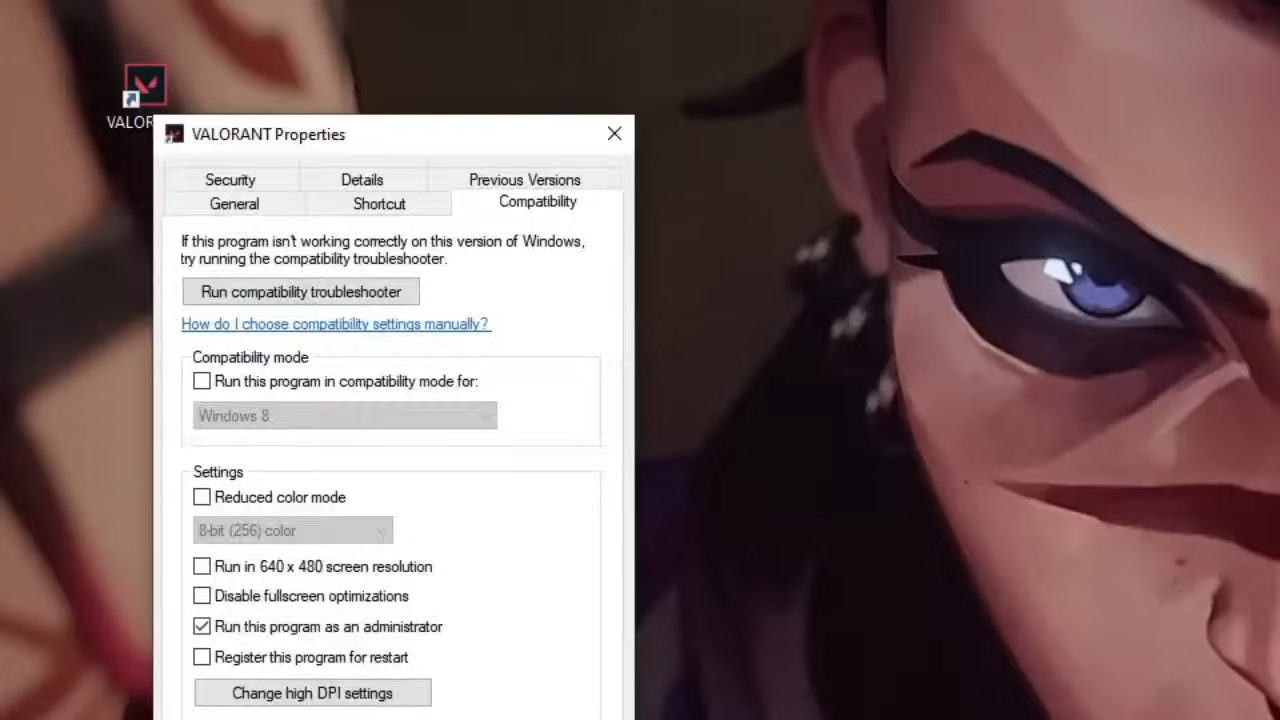 VALOR
VALORANT Properties
Security
Details
Previous Versions
General
Shortcut
Compatibility
If this program isn't working correctly on this version of Windows,
try running the compatibility troubleshooter.
Run compatibility troubleshooter
How do I choose compatibility settings manually?
Compatibility mode
Run this program in compatibility mode for:
Windows 8
Settings
Reduced color mode
8-bit (256) color
Run in 640 x 480 screen resolution
Disable fullscreen optimizations
Run this program as an administrator
Register this program for restart
Change high DPI settings